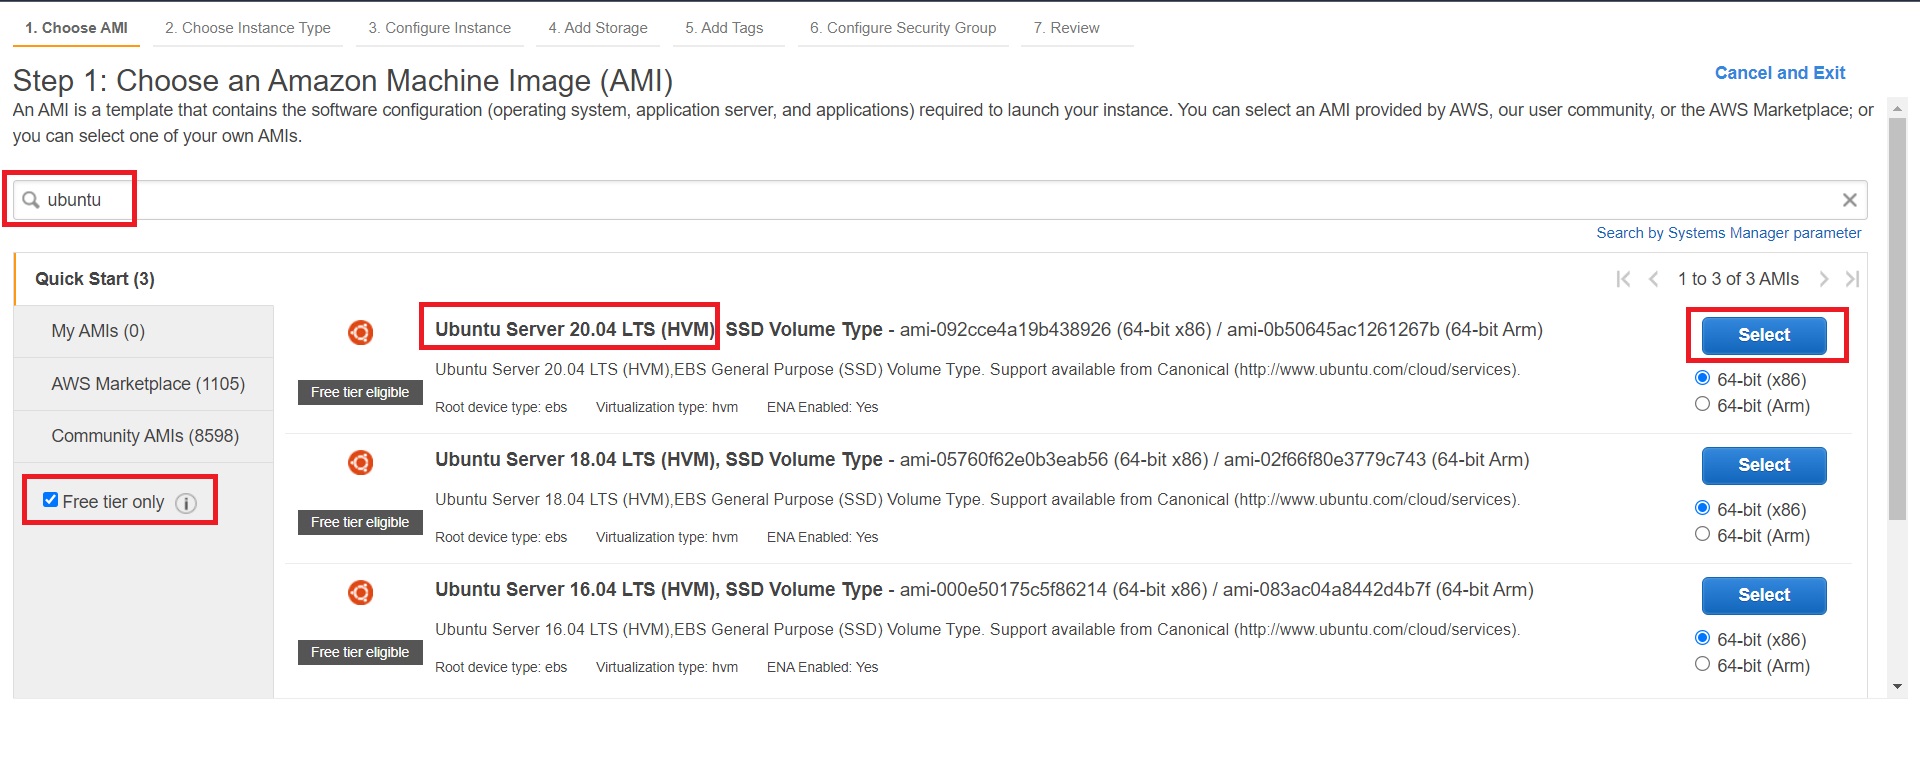 1. Choose AMI 2. Choose Instance Type 3. Configure Instance 4. Add Storage 5. Add Tags 6. Configure Security Group 7. Review
Step 1: Choose an Amazon Machine Image (AMI)
Cancel and Exit
An AMI is a template that contains the software configuration (operating system, application server, and applications) required to launch your instance. You can select an AMI provided by AWS, our user community, or the AWS Marketplace; or
you can select one of your own AMIs.
ubuntu
Search by Systems Manager parameter
Quick Start (3)
1 to 3 of 3 AMIs
My AMIs (0)
AWS Marketplace (1105)
Community AMIs (8598)
Free tier only
Ubuntu Server 20.04 LTS (HVM), SSD Volume Type - ami-092cce4a19b438926 (64-bit x86) / ami-0b50645ac1261267b (64-bit Arm)
Select
Ubuntu Server 20.04 LTS (HVM),EBS General Purpose (SSD) Volume Type. Support available from Canonical (http://www.ubuntu.com/cloud/services).
64-bit (x86)
Free tier eligible
Root device type: ebs Virtualization type: hvm ENA Enabled: Yes
64-bit (Arm)
Ubuntu Server 18.04 LTS (HVM), SSD Volume Type - ami-05760f62e0b3eab56 (64-bit x86) / ami-02f66f80e3779c743 (64-bit Arm)
Select
Ubuntu Server 18.04 LTS (HVM),EBS General Purpose (SSD) Volume Type. Support available from Canonical (http://www.ubuntu.com/cloud/services).
64-bit (x86)
Free tier eligible
Root device type: ebs Virtualization type: hvm ENA Enabled: Yes
64-bit (Arm)
Ubuntu Server 16.04 LTS (HVM), SSD Volume Type - ami-000e50175c5f86214 (64-bit x86) / ami-083ac04a8442d4b7f (64-bit Arm)
Select
Ubuntu Server 16.04 LTS (HVM),EBS General Purpose (SSD) Volume Type. Support available from Canonical (http://www.ubuntu.com/cloud/services).
64-bit (x86)
Free tier eligible
Root device type: ebs Virtualization type: hvm ENA Enabled: Yes
64-bit (Arm)